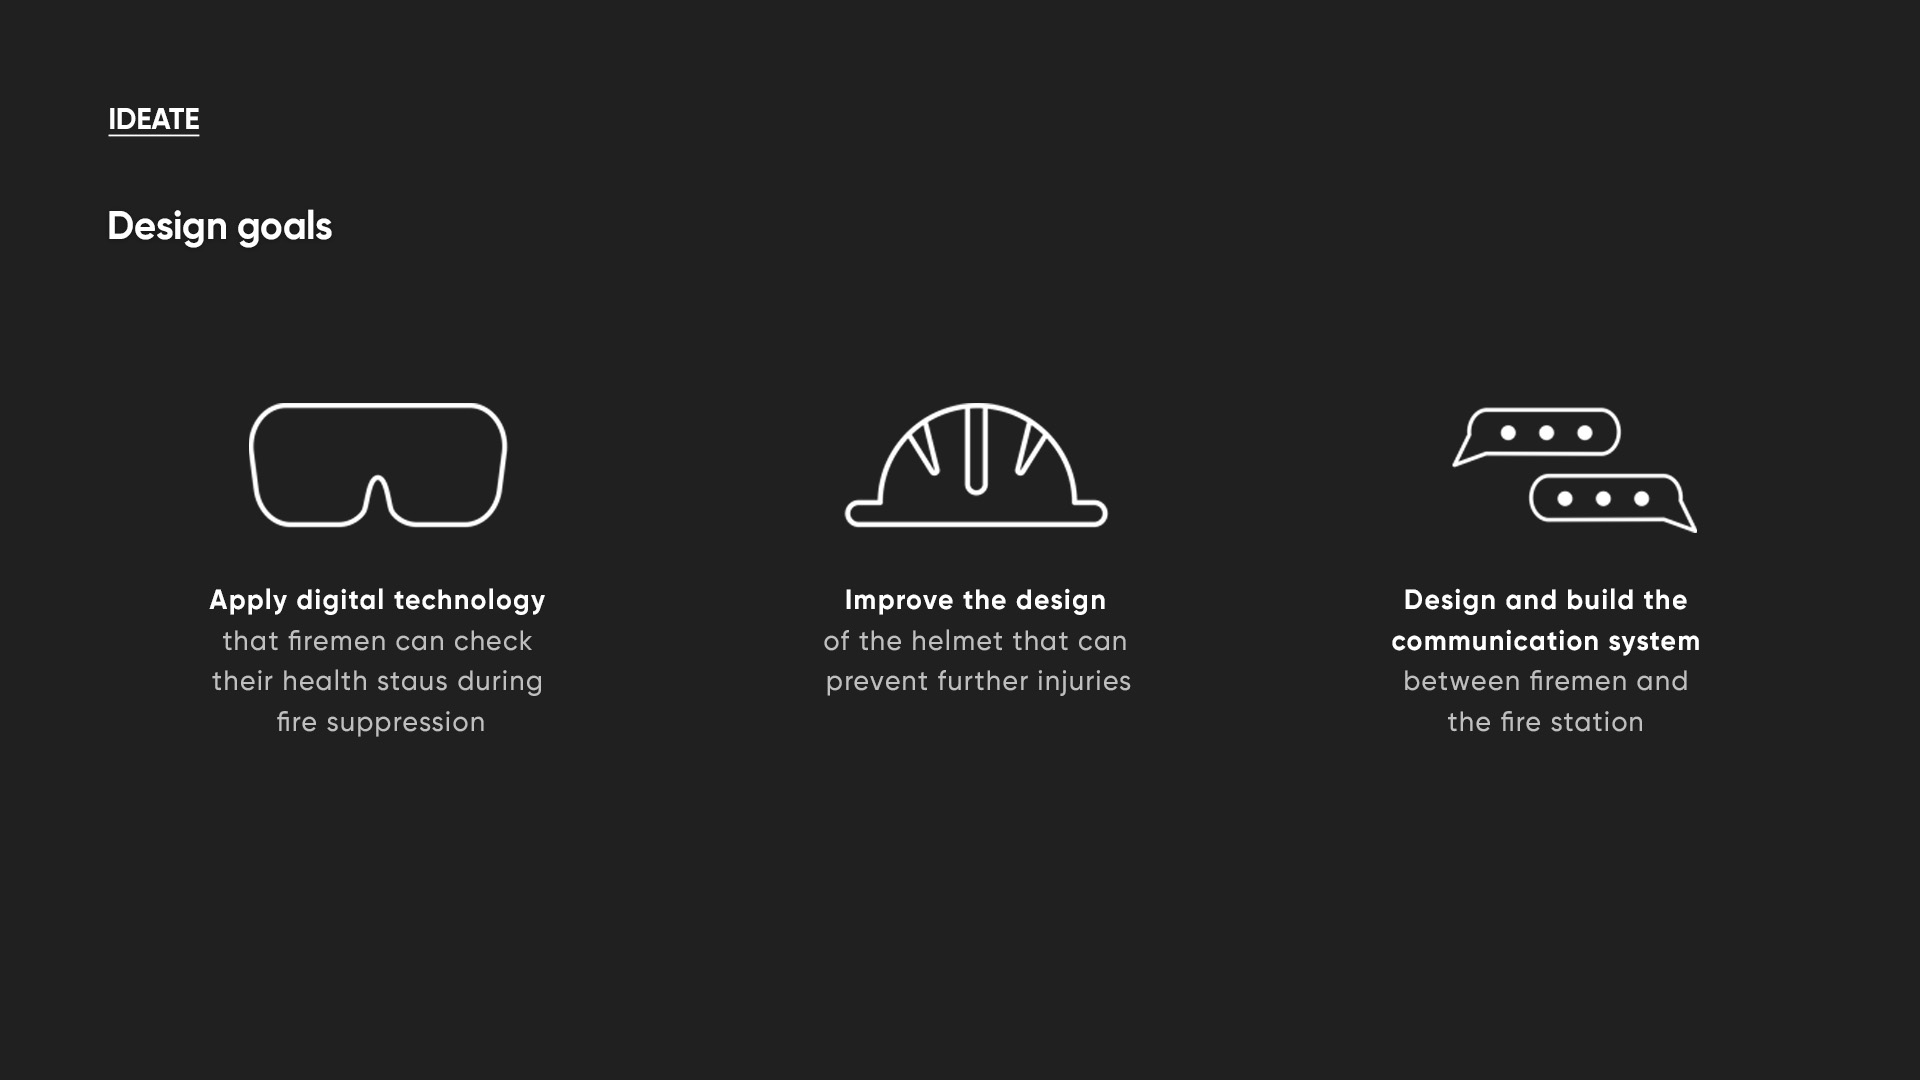 IDEATE
Design goals
Apply digital technology
that firemen can check
their health staus during
fire suppression
Improve the design
of the helmet that can
prevent further injuries
Design and build the
communication system
between firemen and
the fire station